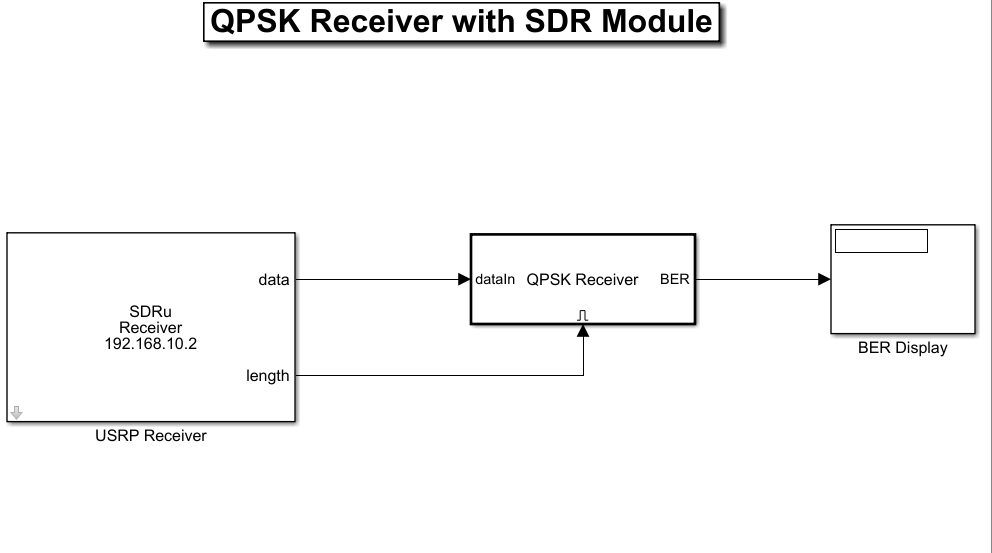 QPSK Receiver with SDR Module
data
dataIn
QPSK Receiver
BER
SDRu
Receiver
192.168.10.2
length
BER Display
USRP Receiver